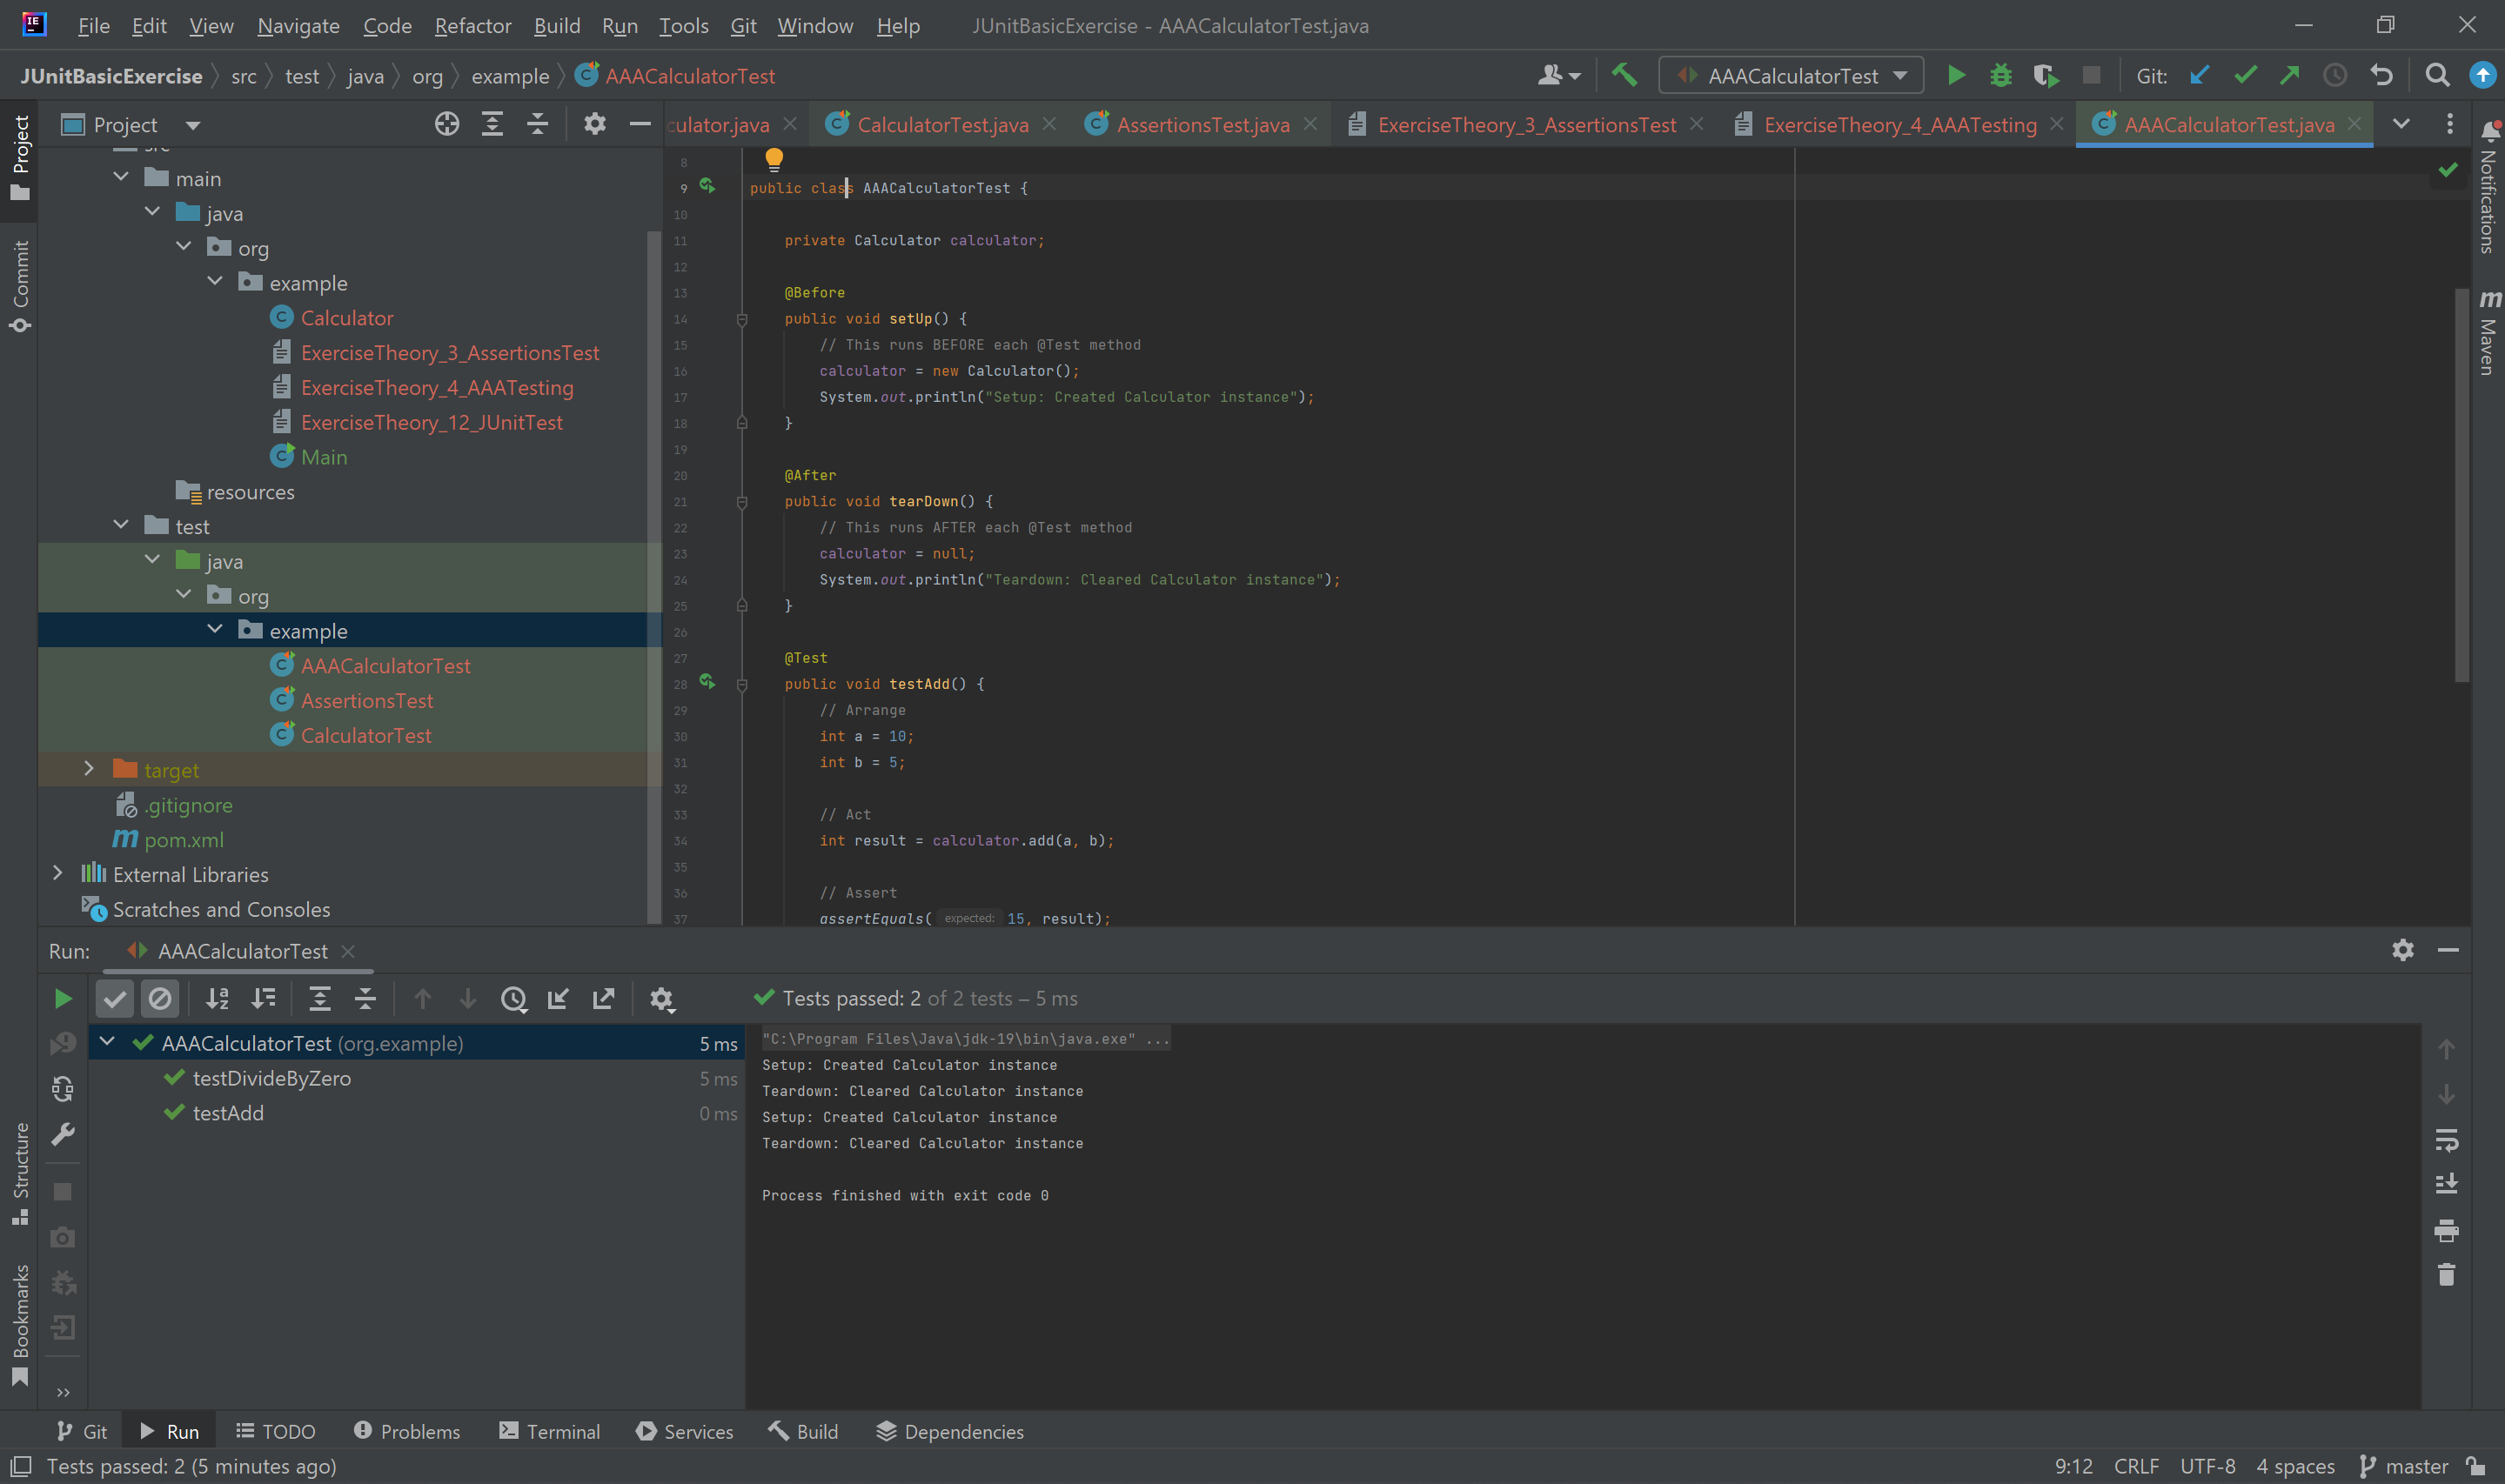 File Edit View Navigate Code Refactor Build Run Tools Git Window Help JUnitBasicExercise - AAACalculatorTest.java
JUnitBasicExercise src test java org example AAACalculatorTest
AAACalculatorTest
Git:
Project
culator.java CalculatorTest.java AssertionsTest.java ExerciseTheory_3_AssertionsTest ExerciseTheory_4_AAATesting AAACalculatorTest.java
Project
Commit
Structure
Bookmarks
Notifications
Maven
main
java
org
example
Calculator
ExerciseTheory_3_AssertionsTest
ExerciseTheory_4_AAATesting
ExerciseTheory_12_JUnitTest
Main
resources
test
java
org
example
AAACalculatorTest
AssertionsTest
CalculatorTest
target
.gitignore
pom.xml
External Libraries
Scratches and Consoles
8
9 public class AAACalculatorTest {
10
11 private Calculator calculator;
12
13 @Before
14 public void setUp() {
15 // This runs BEFORE each @Test method
16 calculator = new Calculator();
17 System.out.println("Setup: Created Calculator instance");
18 }
19
20 @After
21 public void tearDown() {
22 // This runs AFTER each @Test method
23 calculator = null;
24 System.out.println("Teardown: Cleared Calculator instance");
25 }
26
27 @Test
28 public void testAdd() {
29 // Arrange
30 int a = 10;
31 int b = 5;
32
33 // Act
34 int result = calculator.add(a, b);
35
36 // Assert
37 assertEquals( expected: 15, result);
Run: AAACalculatorTest
Tests passed: 2 of 2 tests – 5 ms
AAACalculatorTest (org.example) 5 ms
testDivideByZero 5 ms
testAdd 0 ms
"C:\Program Files\Java\jdk-19\bin\java.exe" ...
Setup: Created Calculator instance
Teardown: Cleared Calculator instance
Setup: Created Calculator instance
Teardown: Cleared Calculator instance
Process finished with exit code 0
Git Run TODO Problems Terminal Services Build Dependencies
Tests passed: 2 (5 minutes ago) 9:12 CRLF UTF-8 4 spaces master